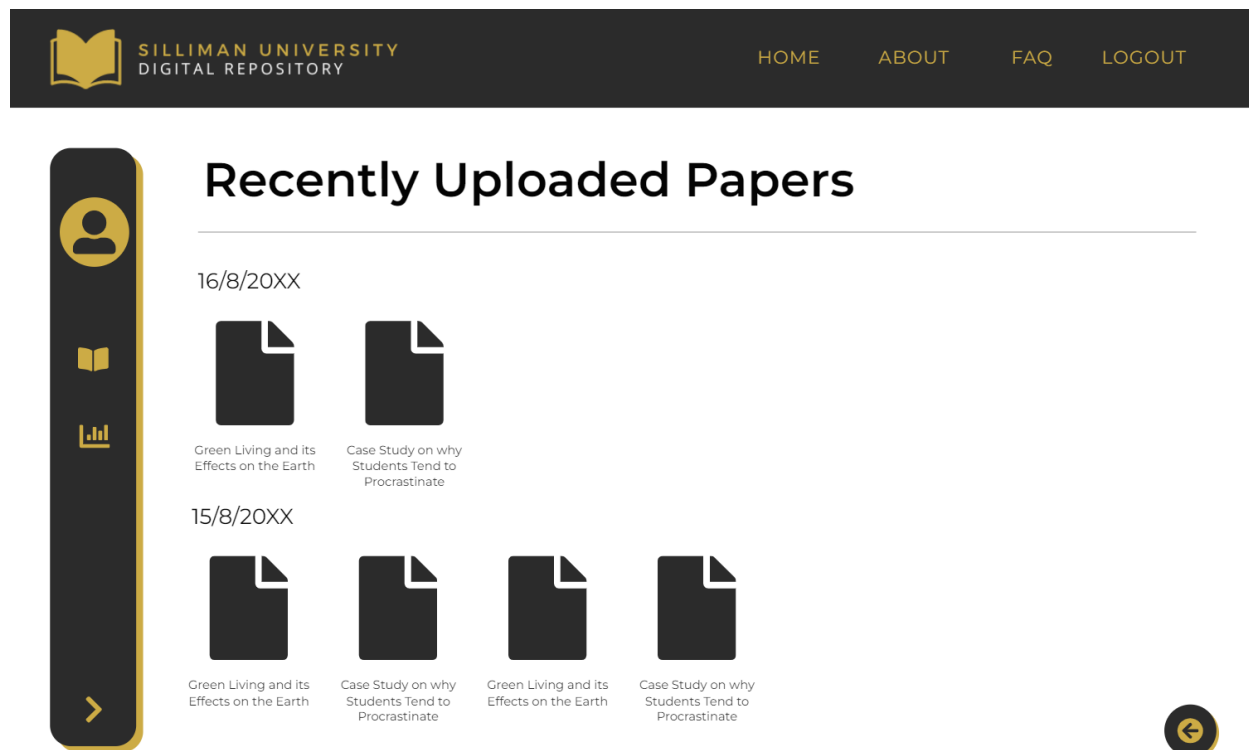 SILLIMAN UNIVERSITY
DIGITAL REPOSITORY
HOME
ABOUT
FAQ
LOGOUT
Recently Uploaded Papers
16/8/20XX
Green Living and its
Effects on the Earth
Case Study on why
Students Tend to
Procrastinate
15/8/20XX
Green Living and its
Effects on the Earth
Case Study on why
Students Tend to
Procrastinate
Green Living and its
Effects on the Earth
Case Study on why
Students Tend to
Procrastinate